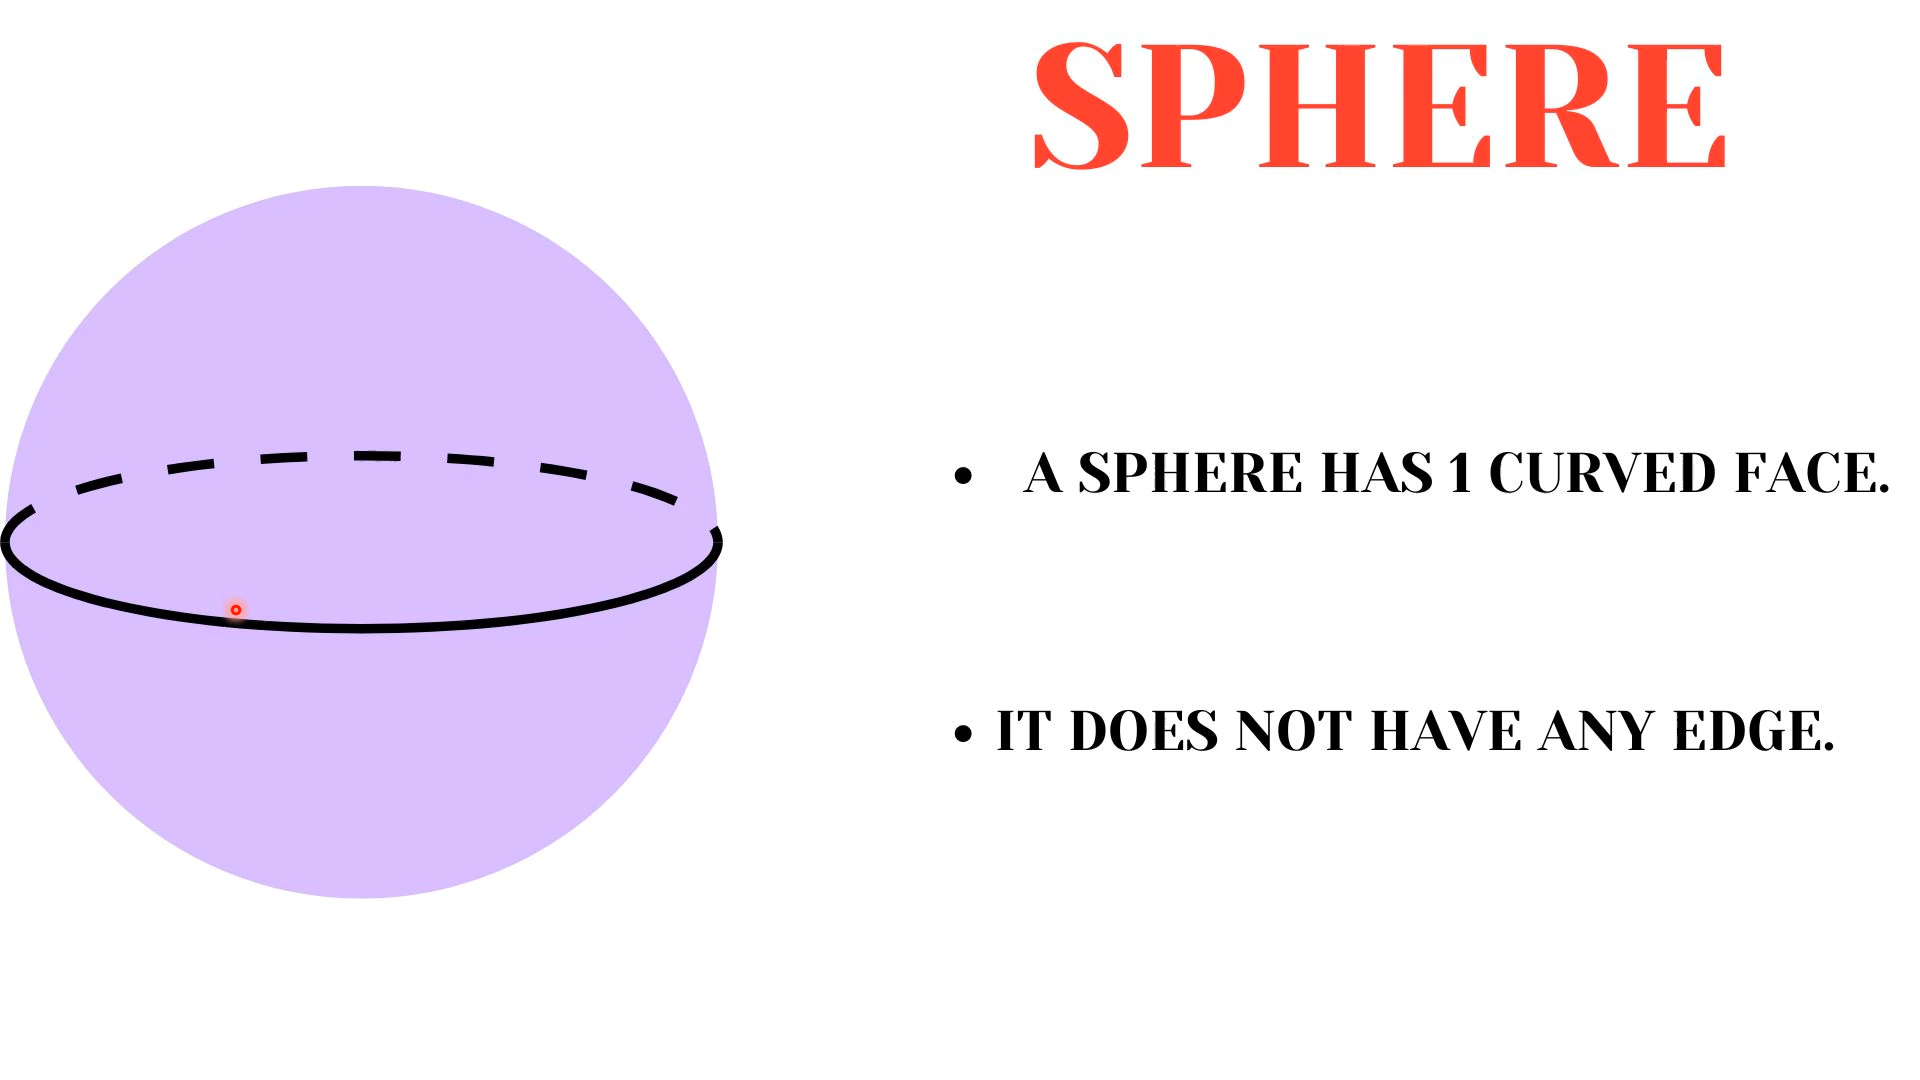 SPHERE
• A SPHERE HAS 1 CURVED FACE.
• IT DOES NOT HAVE ANY EDGE.